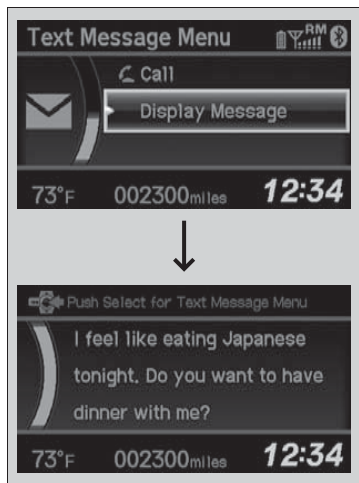 Text Message Menu
RM
Call
Display Message
73°F 002300miles 12:34
Push Select for Text Message Menu
I feel like eating Japanese
tonight. Do you want to have
dinner with me?
73°F 002300miles 12:34